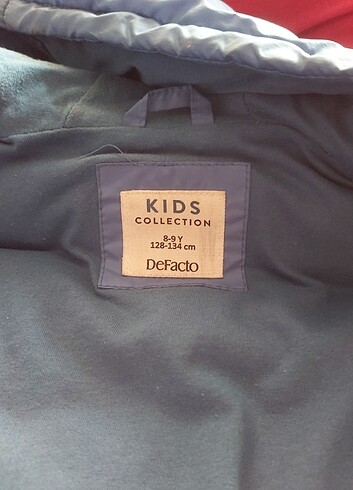 KIDS
COLLECTION
8-9 Y
128-134 cm
DeFacto